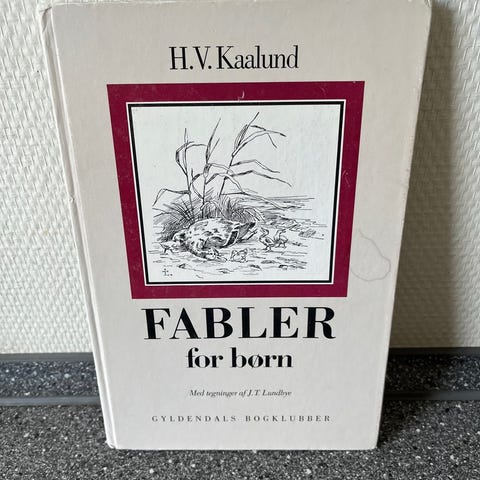 H.V. Kaalund
FABLER
for børn
Med tegninger af J.T. Lundbye
GYLDENDALS BOGKLUBBER